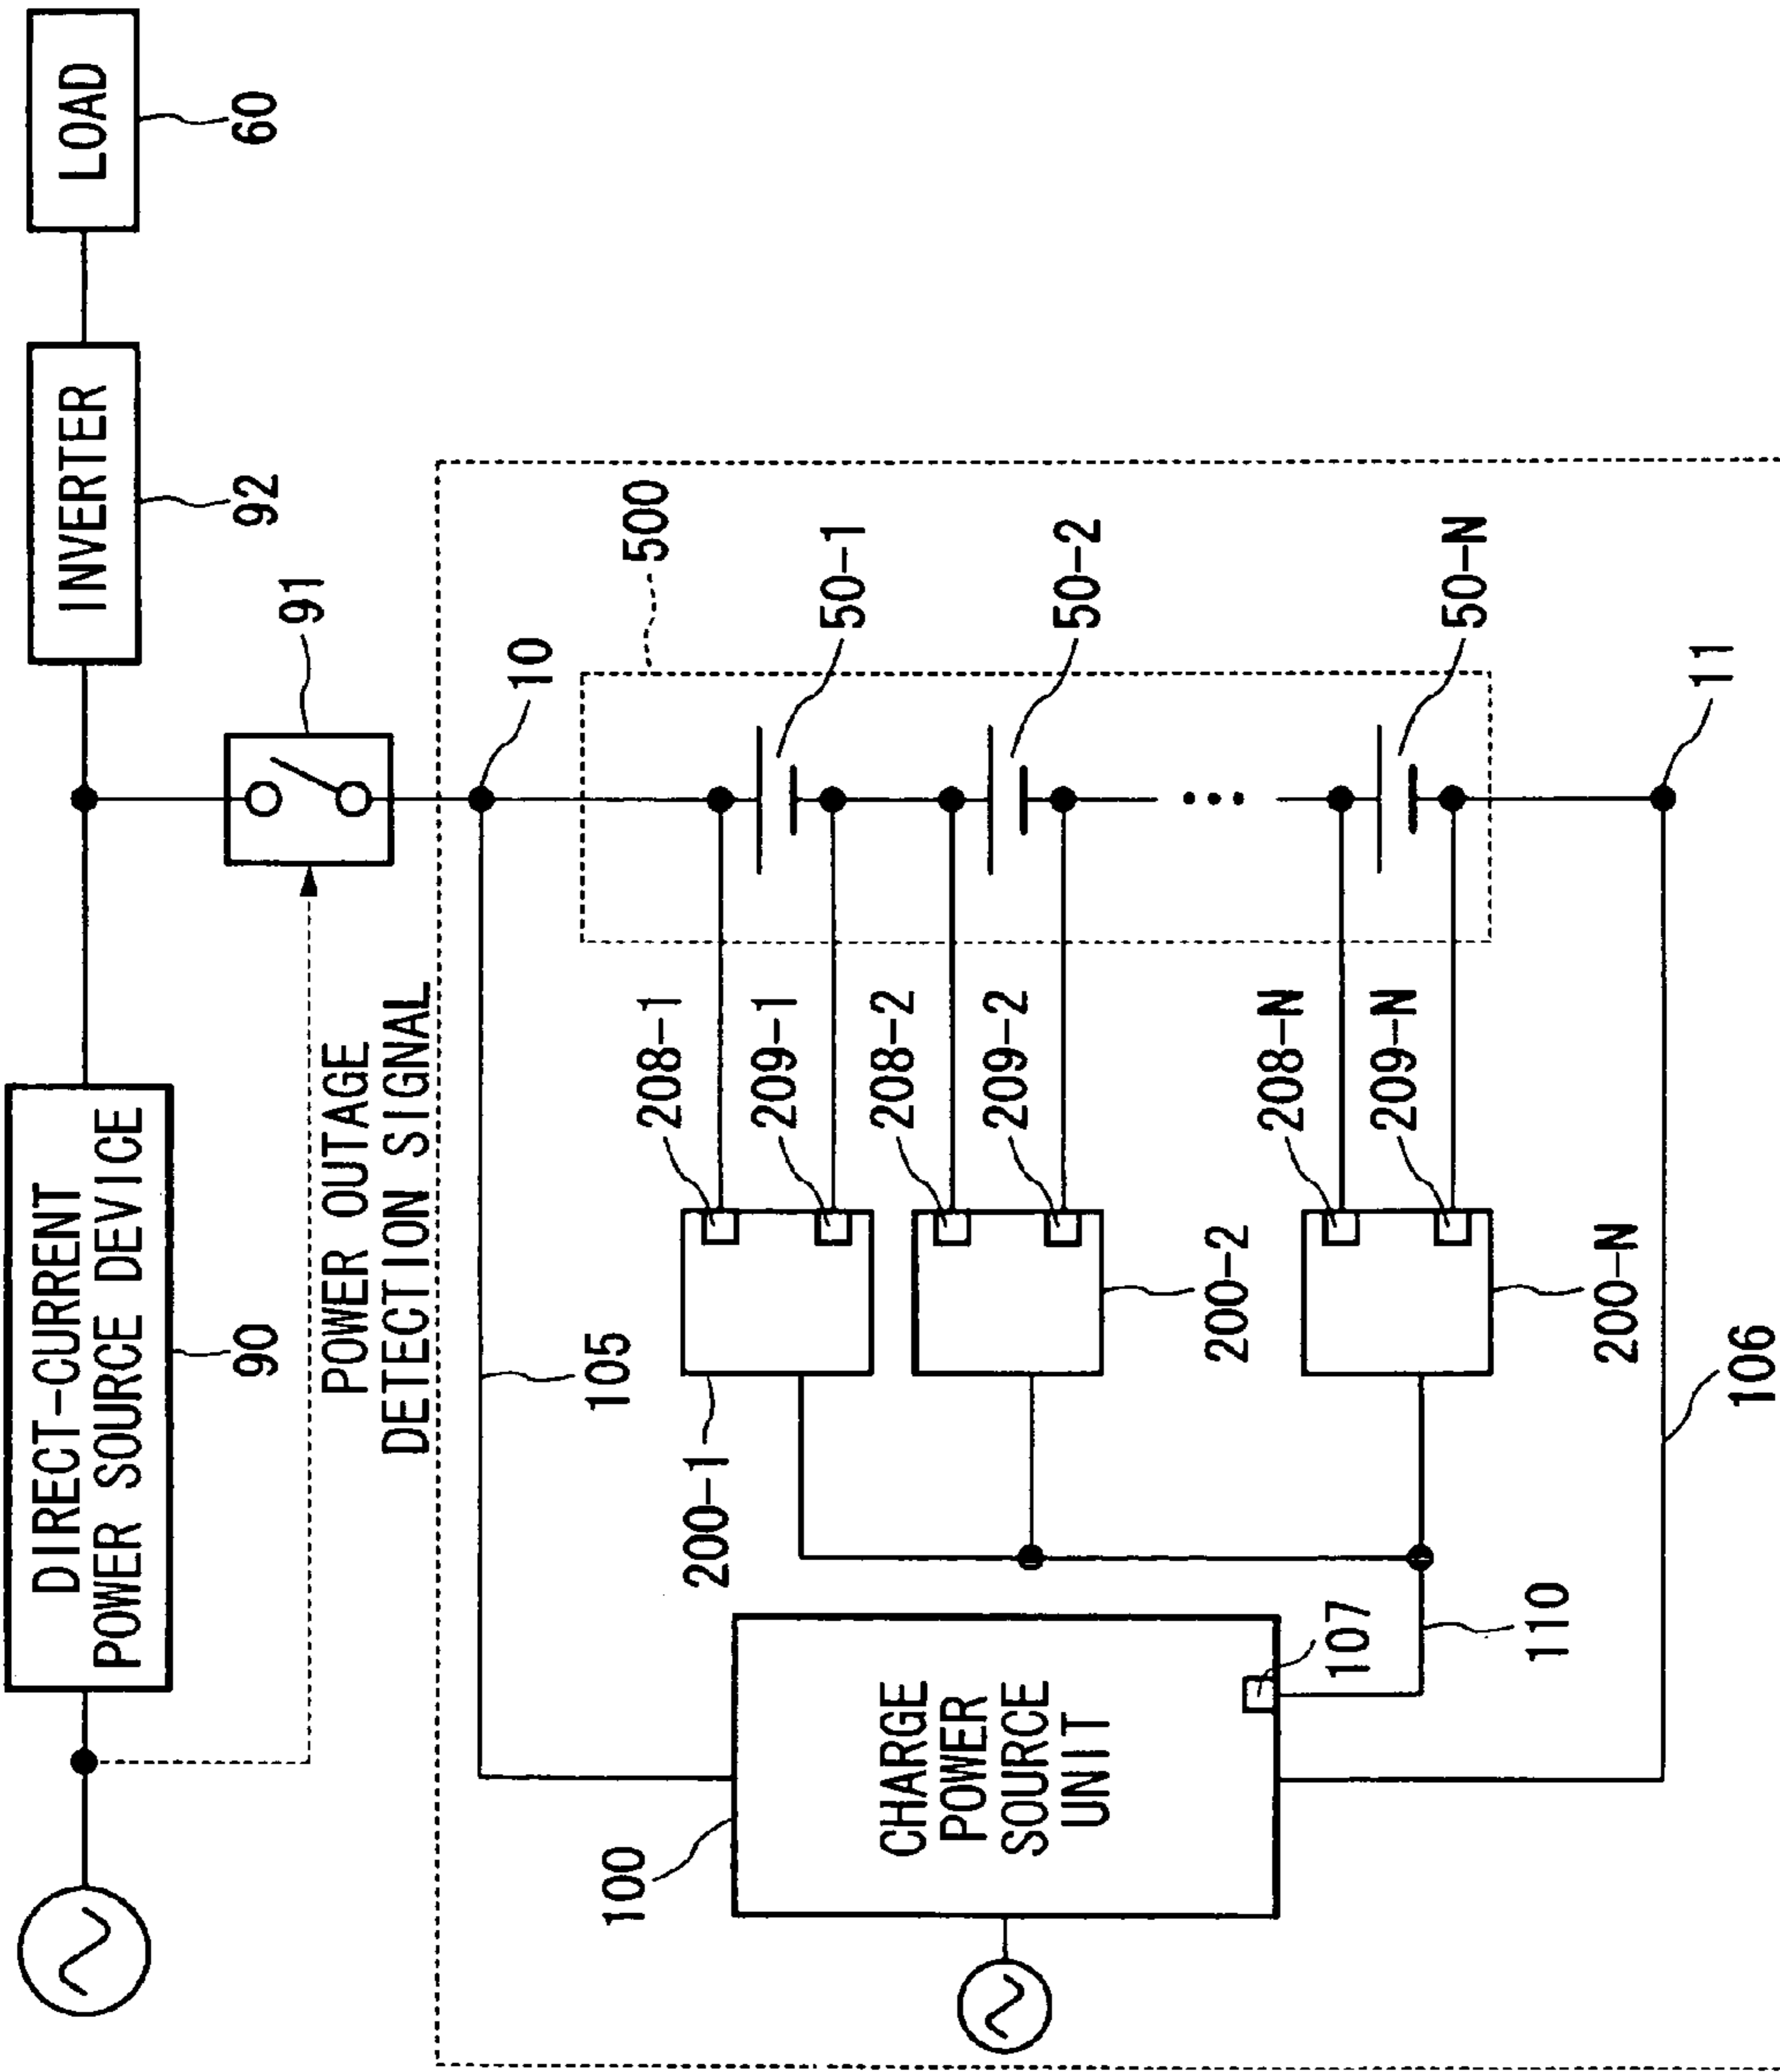 DIRECT-CURRENT
POWER SOURCE DEVICE
90
INVERTER
92
LOAD
60
POWER OUTAGE
DETECTION SIGNAL
91
10
105
500
100
CHARGE
POWER
SOURCE
UNIT
107
110
200-1
208-1
209-1
50-1
208-2
209-2
200-2
50-2
208-N
209-N
200-N
50-N
106
11